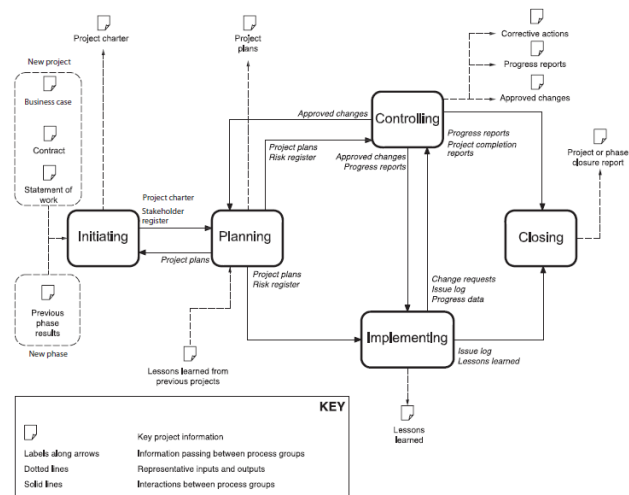 Project charter
Project
plans
Corrective actions
Progress reports
Approved changes
New project
Business case
Contract
Statement of
work
Approved changes
Controlling
Project plans
Risk register
Approved changes
Progress reports
Progress reports
Project completion
reports
Project or phase
closure report
Project charter
Stakeholder
register
Initiating
Planning
Closing
Project plans
Project plans
Risk register
Change requests
Issue log
Progress data
Previous
phase
results
New phase
Lessons learned from
previous projects
Implementing
Issue log
Lessons learned
Lessons
learned
KEY
Key project information
Labels along arrows Information passing between process groups
Dotted lines Representative inputs and outputs
Solid lines Interactions between process groups